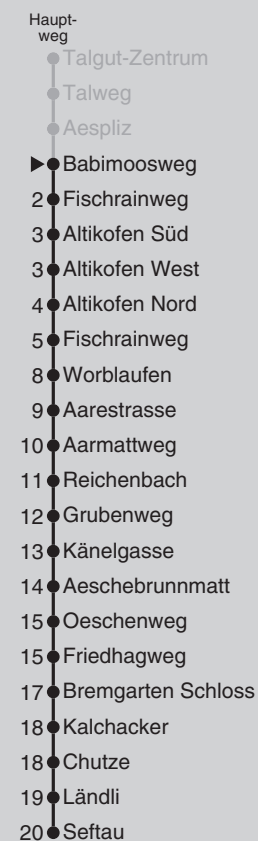 Haupt-
weg
Talgut-Zentrum
Talweg
Aespliz
Babimoosweg
2 Fischrainweg
3 Altikofen Süd
3 Altikofen West
4 Altikofen Nord
5 Fischrainweg
8 Worblaufen
9 Aarestrasse
10 Aarmattweg
11 Reichenbach
12 Grubenweg
13 Känelgasse
14 Aeschebrunnmatt
15 Oeschenweg
15 Friedhagweg
17 Bremgarten Schloss
18 Kalchacker
18 Chutze
19 Ländli
20 Seftau